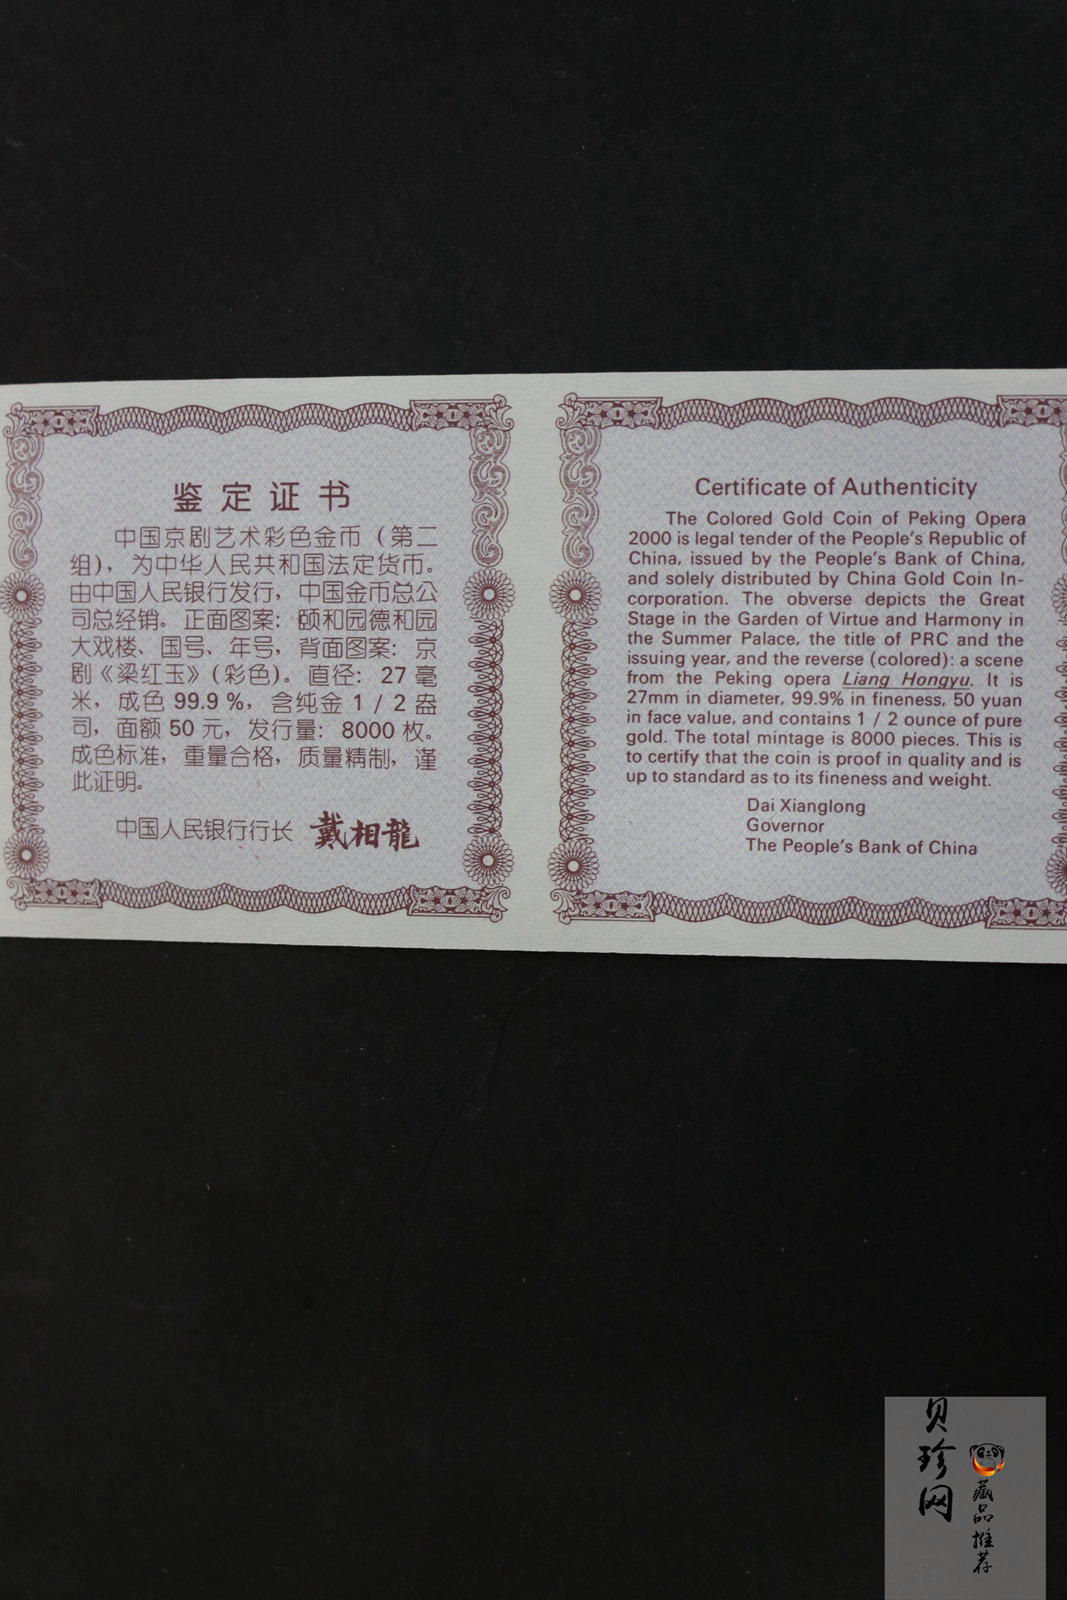 鉴定证书
中国京剧艺术彩色金币(第二
组),为中华人民共和国法定货币。
由中国人民银行发行,中国金币总公
司总经销。正面图案:颐和园德和园
大戏楼、国号、年号,背面图案:京
剧《梁红玉》(彩色)。直径:27毫
米,成色99.9%,含纯金1/2盎
司,面额50元,发行量:8000枚。
成色标准,重量合格,质量精制,谨
此证明。
中国人民银行行长 戴相龍
Certificate of Authenticity
The Colored Gold Coin of Peking Opera
2000 is legal tender of the People's Republic of
China, issued by the People's Bank of China,
and solely distributed by China Gold Coin In-
corporation. The obverse depicts the Great
Stage in the Garden of Virtue and Harmony in
the Summer Palace, the title of PRC and the
issuing year, and the reverse (colored): a scene
from the Peking opera Liang Hongyu. It is
27mm in diameter, 99.9% in fineness, 50 yuan
in face value, and contains 1 / 2 ounce of pure
gold. The total mintage is 8000 pieces. This is
to certify that the coin is proof in quality and is
up to standard as to its fineness and weight.
Dai Xianglong
Governor
The People's Bank of China
贝珍网
藏品推荐